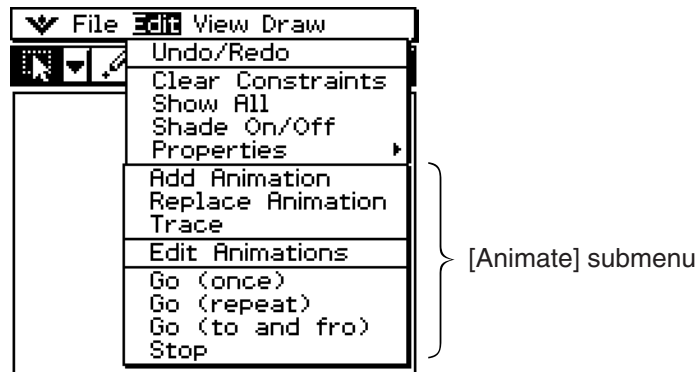 File Edit View Draw
Undo/Redo
Clear Constraints
Show All
Shade On/Off
Properties
Add Animation
Replace Animation
Trace
Edit Animations
Go (once)
Go (repeat)
Go (to and fro)
Stop
[Animate] submenu